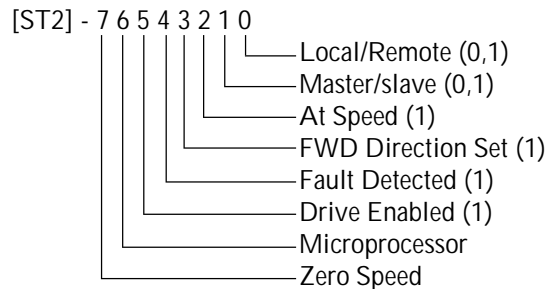 [ST2] - 7 6 5 4 3 2 1 0
Local/Remote (0,1)
Master/slave (0,1)
At Speed (1)
FWD Direction Set (1)
Fault Detected (1)
Drive Enabled (1)
Microprocessor
Zero Speed